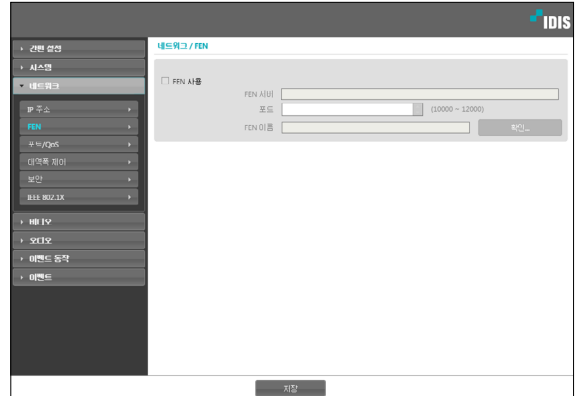 IDIS
간편 설정
시스템
네트워크
IP 주소
FEN
포트/QoS
대역폭 제어
보안
IEEE 802.1X
비디오
오디오
이벤트 동작
이벤트
네트워크 / FEN
FEN 사용
FEN 서버
포트 (10000 ~ 12000)
FEN 이름 확인...
저장